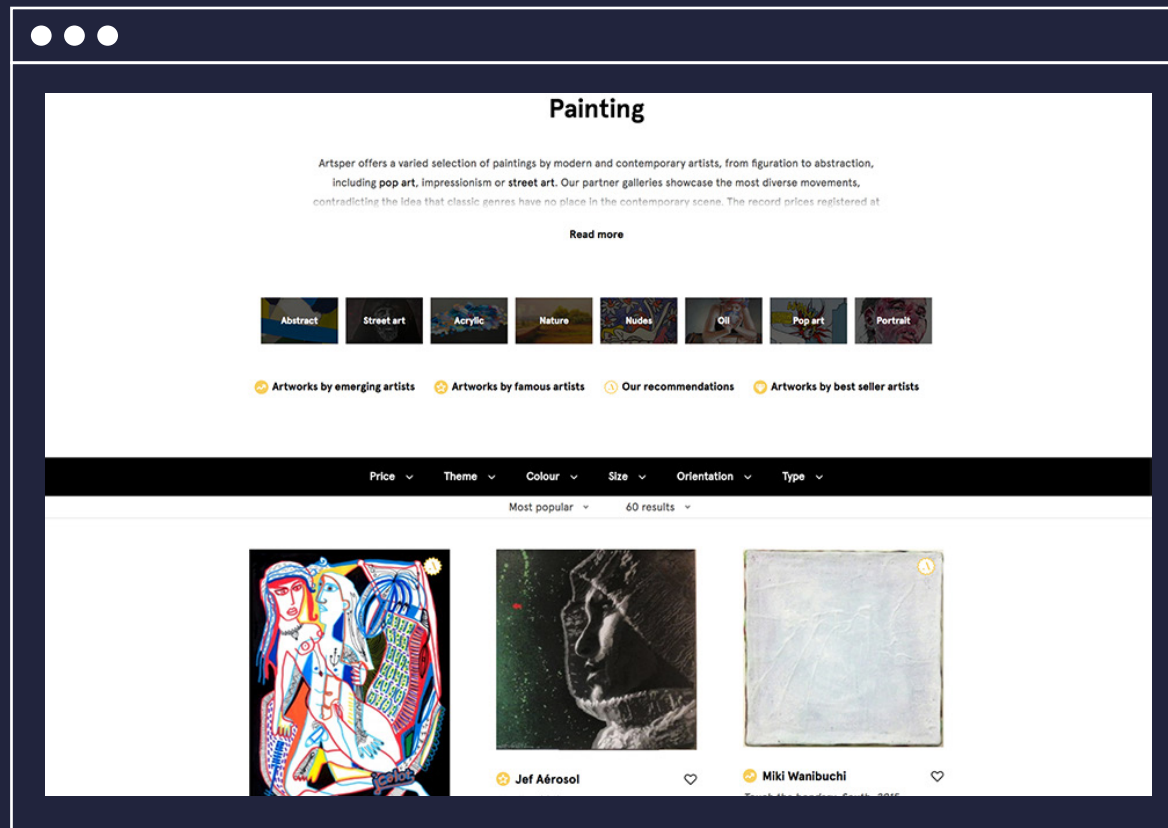 Painting
Artsper offers a varied selection of paintings by modern and contemporary artists, from figuration to abstraction,
including pop art, impressionism or street art. Our partner galleries showcase the most diverse movements,
contradicting the idea that classic genres have no place in the contemporary scene. The record prices registered at
Read more
Abstract Street art Acrylic Nature Nudes Oil Pop art Portrait
Artworks by emerging artists Artworks by famous artists Our recommendations Artworks by best seller artists
Price Theme Colour Size Orientation Type
Most popular 60 results
Jef Aérosol Miki Wanibuchi